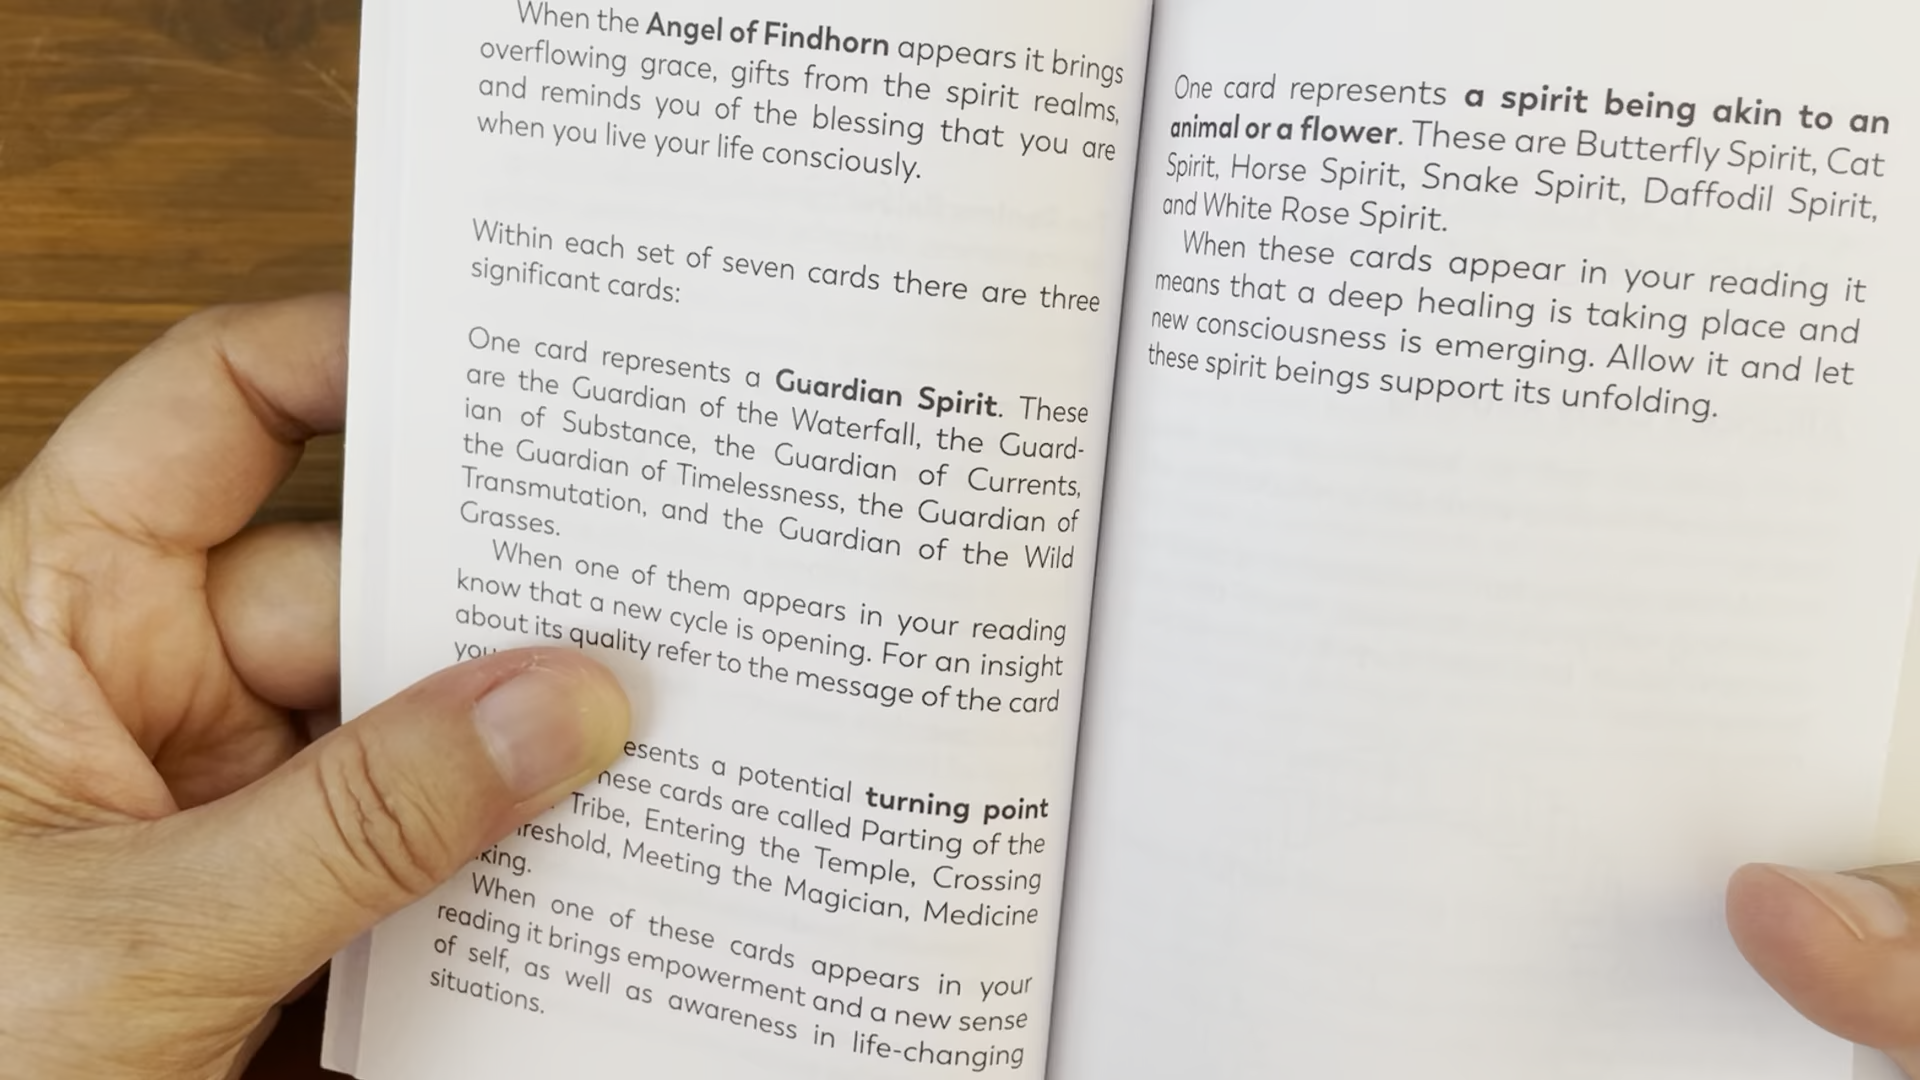 When the Angel of Findhorn appears it brings
overflowing grace, gifts from the spirit realms,
and reminds you of the blessing that you are
when you live your life consciously.
Within each set of seven cards there are three
significant cards:
One card represents a Guardian Spirit. These
are the Guardian of the Waterfall, the Guard-
ian of Substance, the Guardian of Currents,
the Guardian of Timelessness, the Guardian of
Transmutation, and the Guardian of the Wild
Grasses.
When one of them appears in your reading
know that a new cycle is opening. For an insight
about its quality refer to the message of the card
a potential turning point
cards are called Parting of the
Tribe, Entering the Temple, Crossing
Meeting the Magician, Medicine
When one of these cards appears in your
reading it brings empowerment and a new sense
of self, as well as awareness in life-changing
situations.
One card represents a spirit being akin to an
animal or a flower. These are Butterfly Spirit, Cat
Spirit, Horse Spirit, Snake Spirit, Daffodil Spirit,
and White Rose Spirit.
When these cards appear in your reading it
means that a deep healing is taking place and
new consciousness is emerging. Allow it and let
these spirit beings support its unfolding.